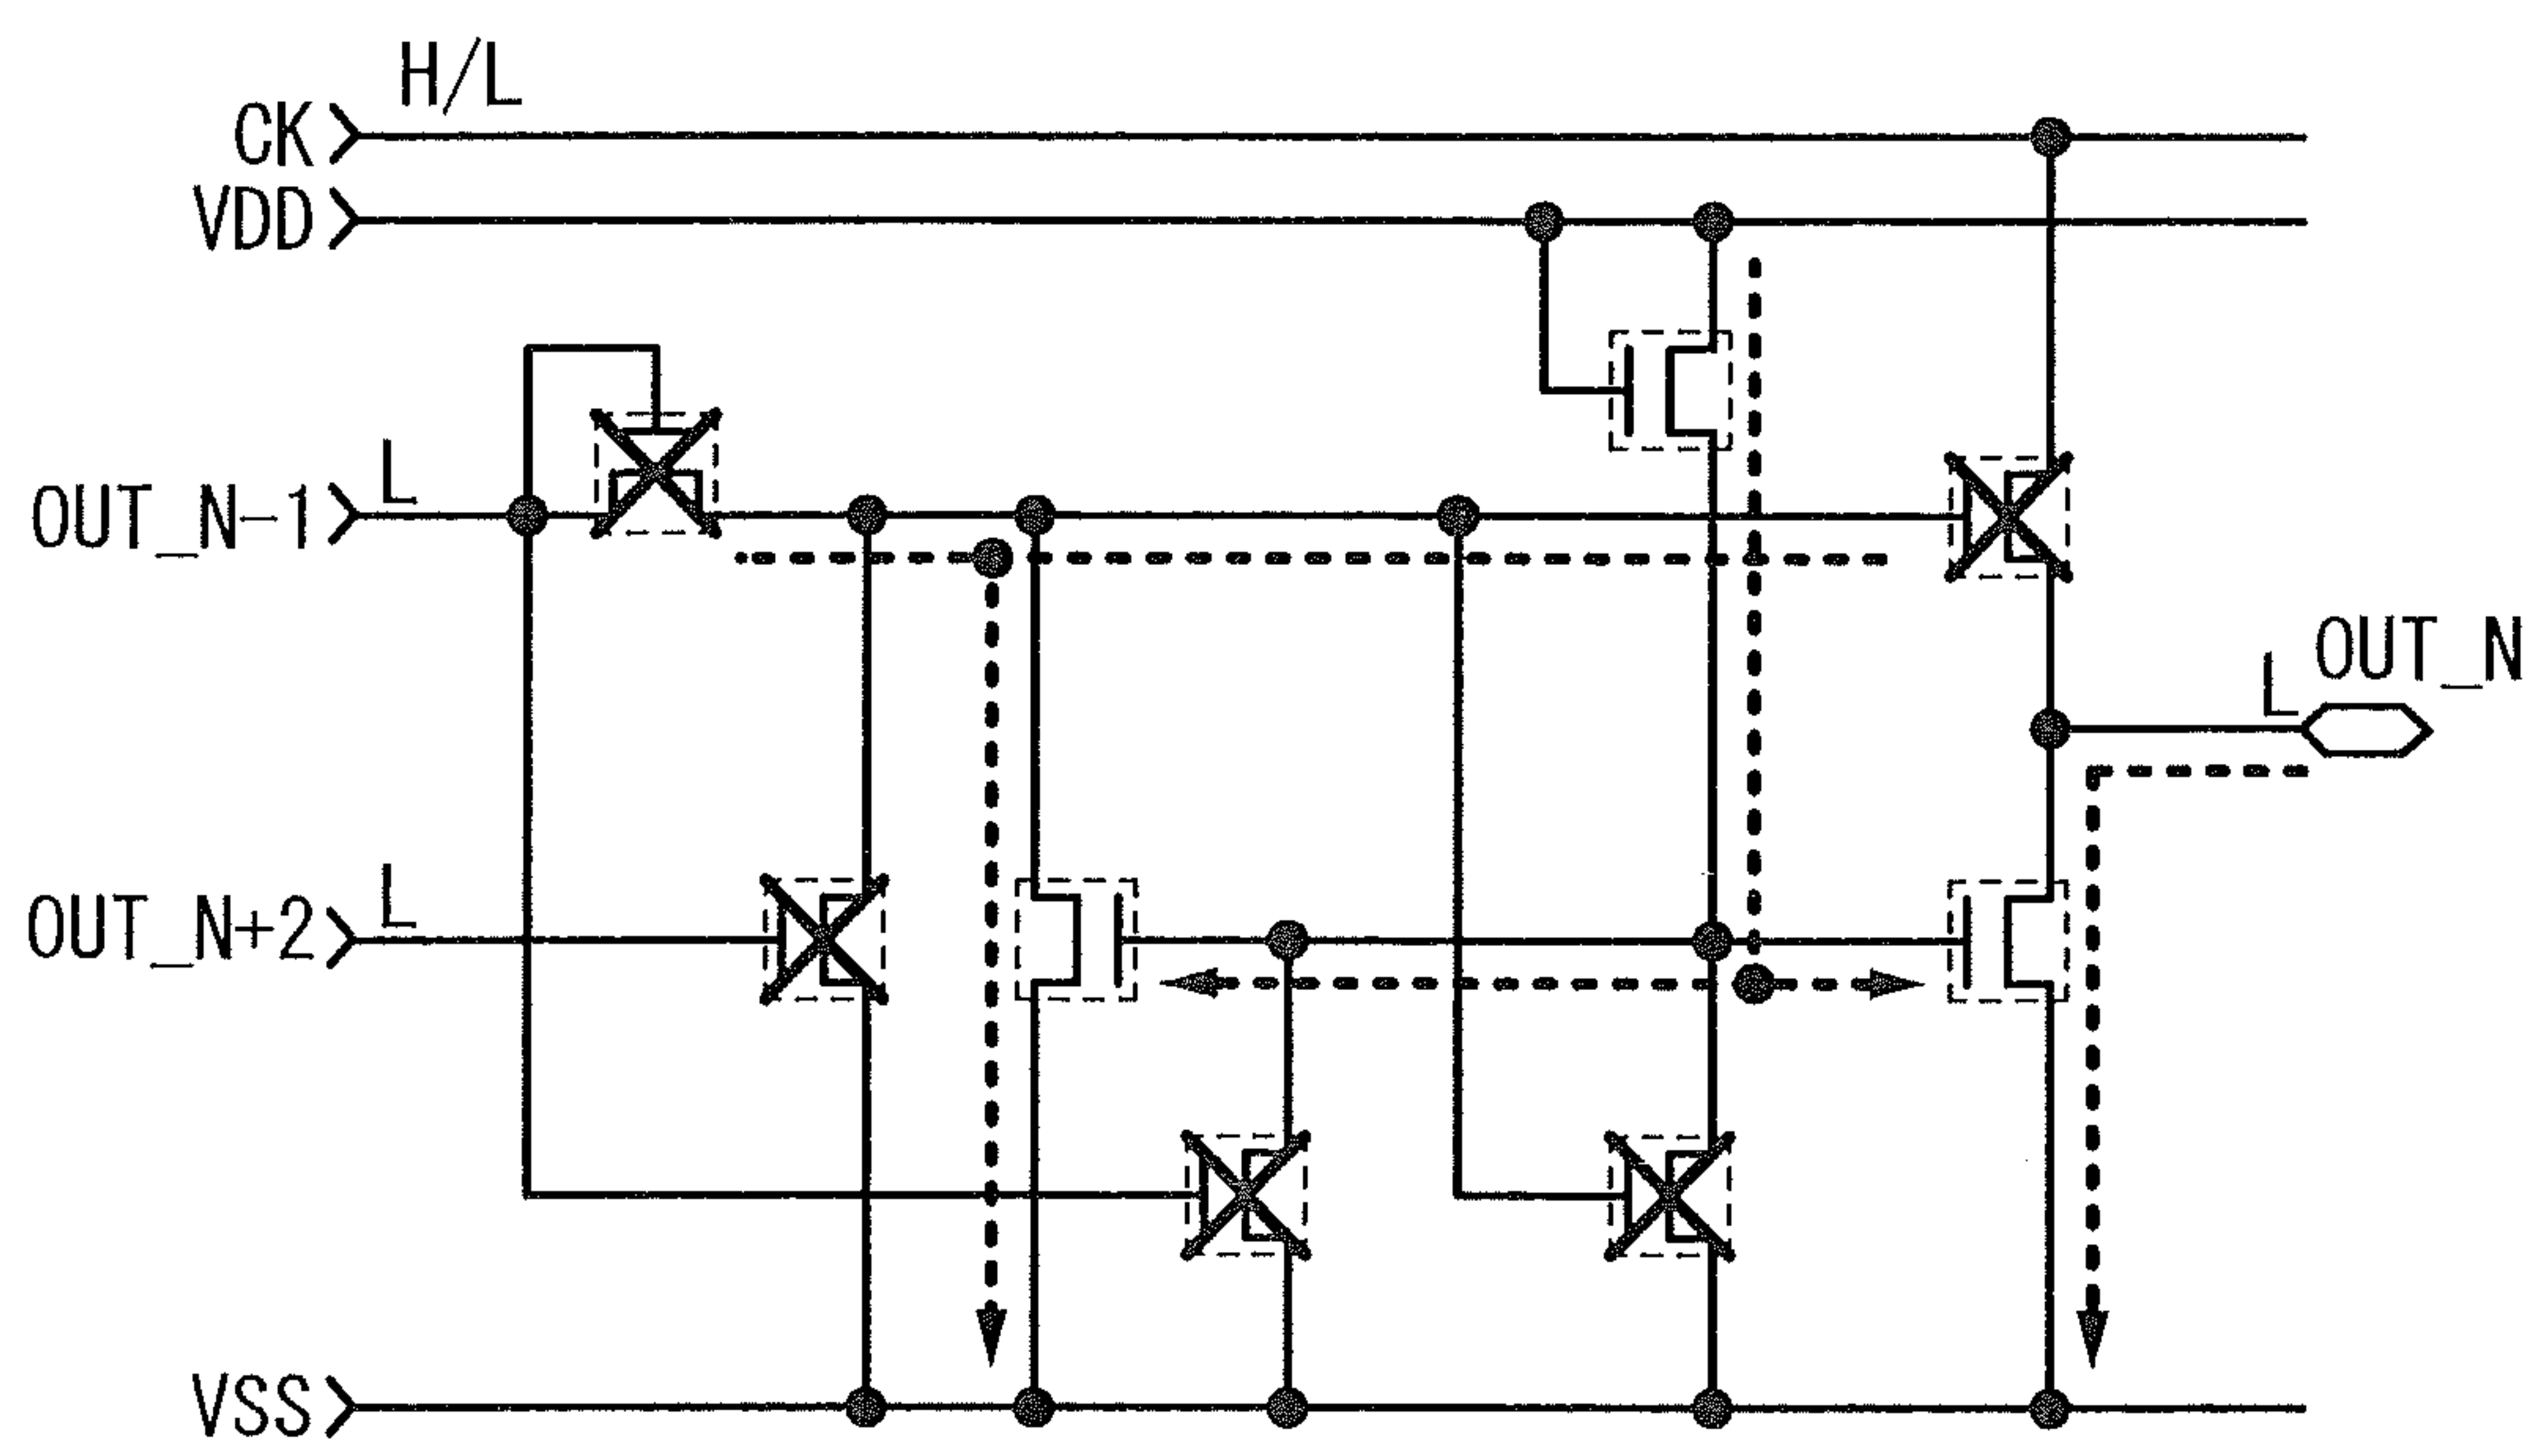 H/L
CK
VDD
L
OUT_N-1
L
OUT_N
L
OUT_N+2
VSS